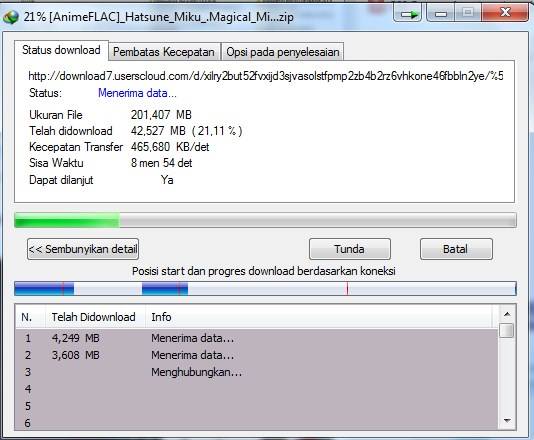 21% [AnimeFLAC]_Hatsune_Miku_.Magical_Mi...zip
Status download Pembatas Kecepatan Opsi pada penyelesaian
http://download7.userscloud.com/d/xilry2but52fvxijd3sjvasolstfpmp2zb4b2rz6vhkone46fbbln2ye/%5
Status: Menerima data...
Ukuran File 201,407 MB
Telah didownload 42,527 MB ( 21,11 % )
Kecepatan Transfer 465,680 KB/det
Sisa Waktu 8 men 54 det
Dapat dilanjut Ya
<< Sembunyikan detail Tunda Batal
Posisi start dan progres download berdasarkan koneksi
N. Telah Didownload Info
1 4,249 MB Menerima data...
2 3,608 MB Menerima data...
3 Menghubungkan...
4
5
6